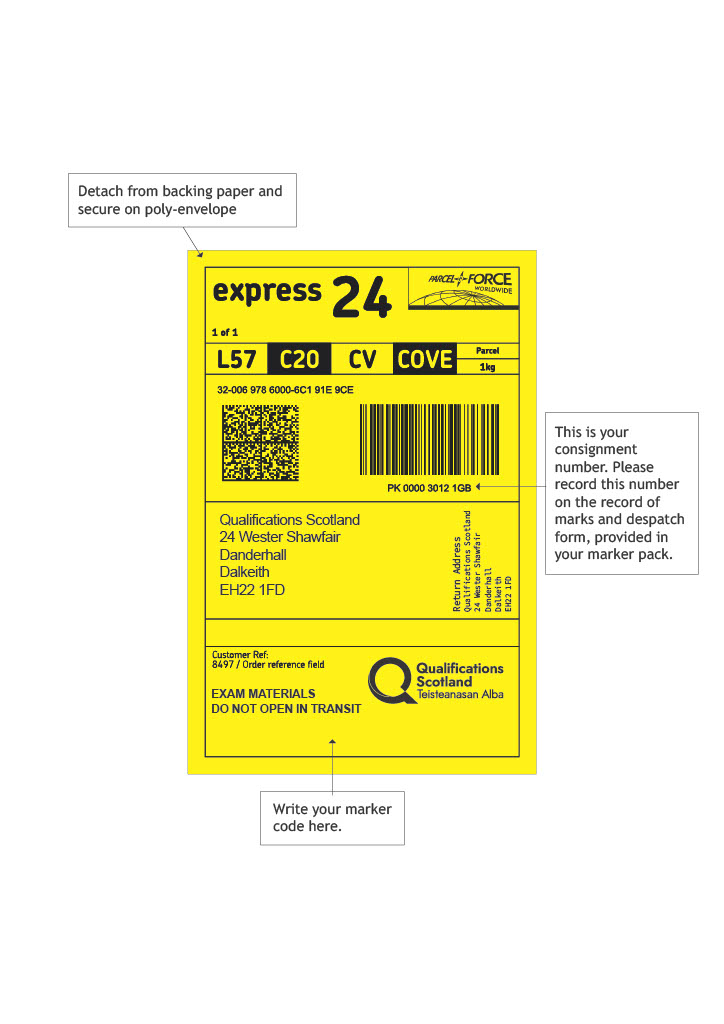 Detach from backing paper and
secure on poly-envelope
express 24
PARCEL FORCE
WORLDWIDE
1 of 1
L57 C20 CV COVE Parcel
1kg
32-006 978 6000-6C1 91E 9CE
PK 0000 3012 1GB
This is your
consignment
number. Please
record this number
on the record of
marks and despatch
form, provided in
your marker pack.
Qualifications Scotland
24 Wester Shawfair
Danderhall
Dalkeith
EH22 1FD
Return Address
Qualifications Scotland
24 Wester Shawfair
Danderhall
Dalkeith
EH22 1FD
Customer Ref:
8497 / Order reference field
Qualifications
Scotland
Teisteanasan Alba
EXAM MATERIALS
DO NOT OPEN IN TRANSIT
Write your marker
code here.